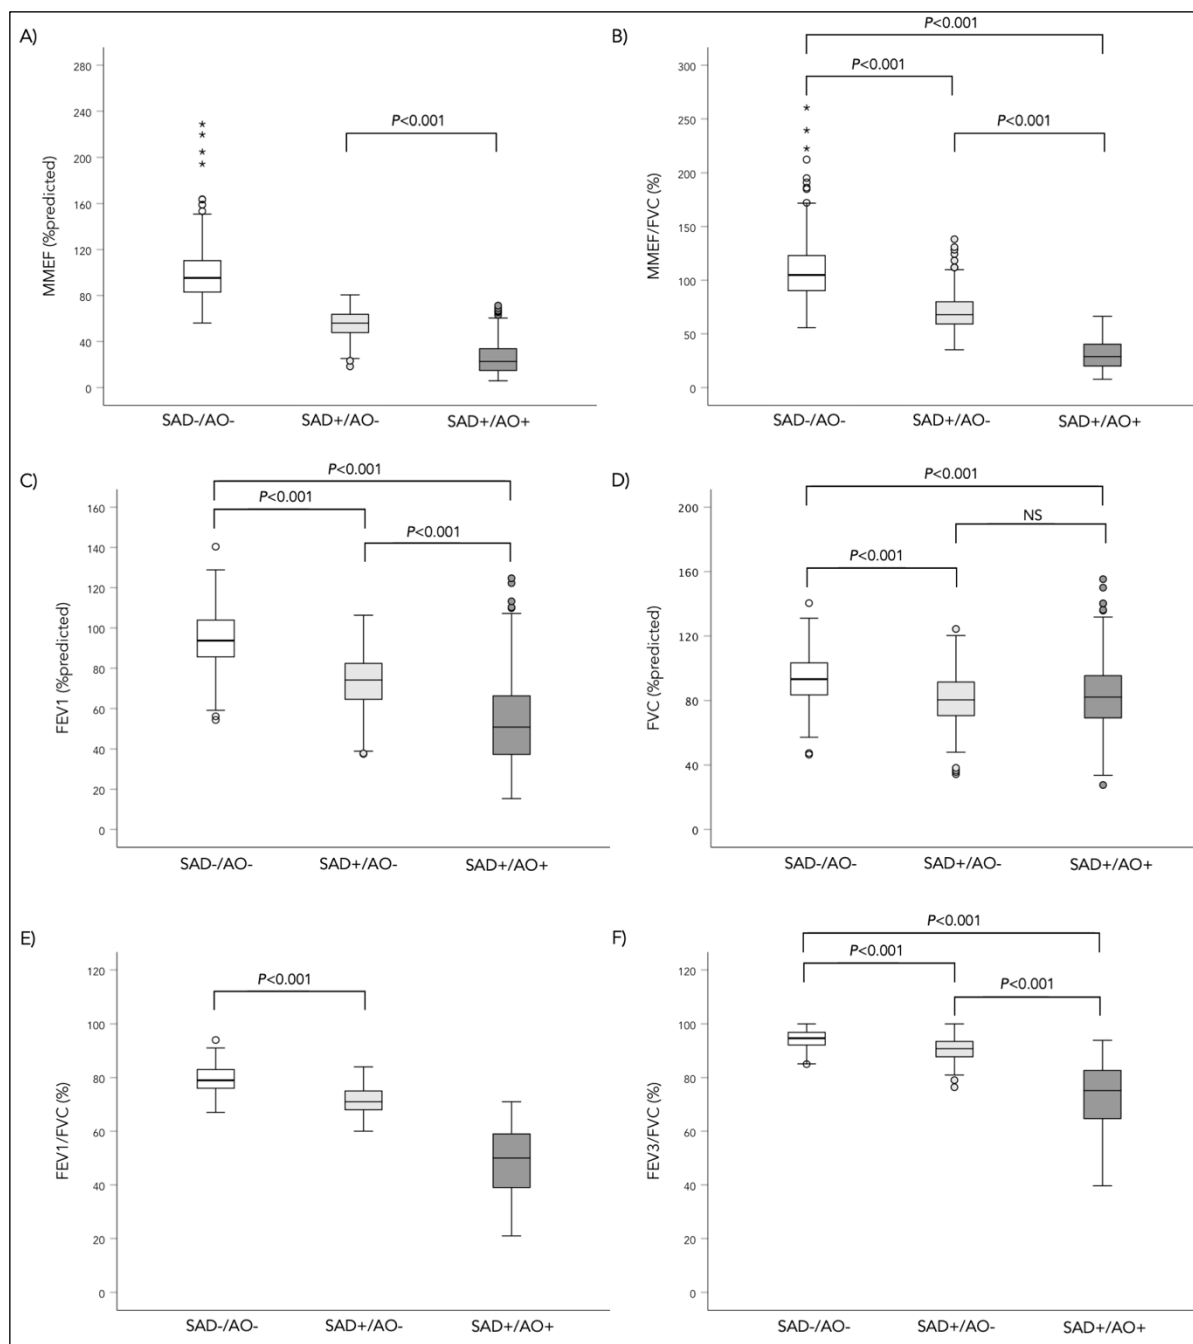 A)
280
240
200
160
120
80
40
0
MMEF (%predicted)
P<0.001
SAD-/AO- SAD+/AO- SAD+/AO+
B)
300
250
200
150
100
50
0
MMEF/FVC (%)
P<0.001
P<0.001
P<0.001
SAD-/AO- SAD+/AO- SAD+/AO+
C)
160
140
120
100
80
60
40
20
0
FEV1 (%predicted)
P<0.001
P<0.001
P<0.001
SAD-/AO- SAD+/AO- SAD+/AO+
D)
200
160
120
80
40
0
FVC (%predicted)
P<0.001
NS
P<0.001
SAD-/AO- SAD+/AO- SAD+/AO+
E)
120
100
80
60
40
20
0
FEV1/FVC (%)
P<0.001
SAD-/AO- SAD+/AO- SAD+/AO+
F)
120
100
80
60
40
20
0
FEV3/FVC (%)
P<0.001
P<0.001
P<0.001
SAD-/AO- SAD+/AO- SAD+/AO+